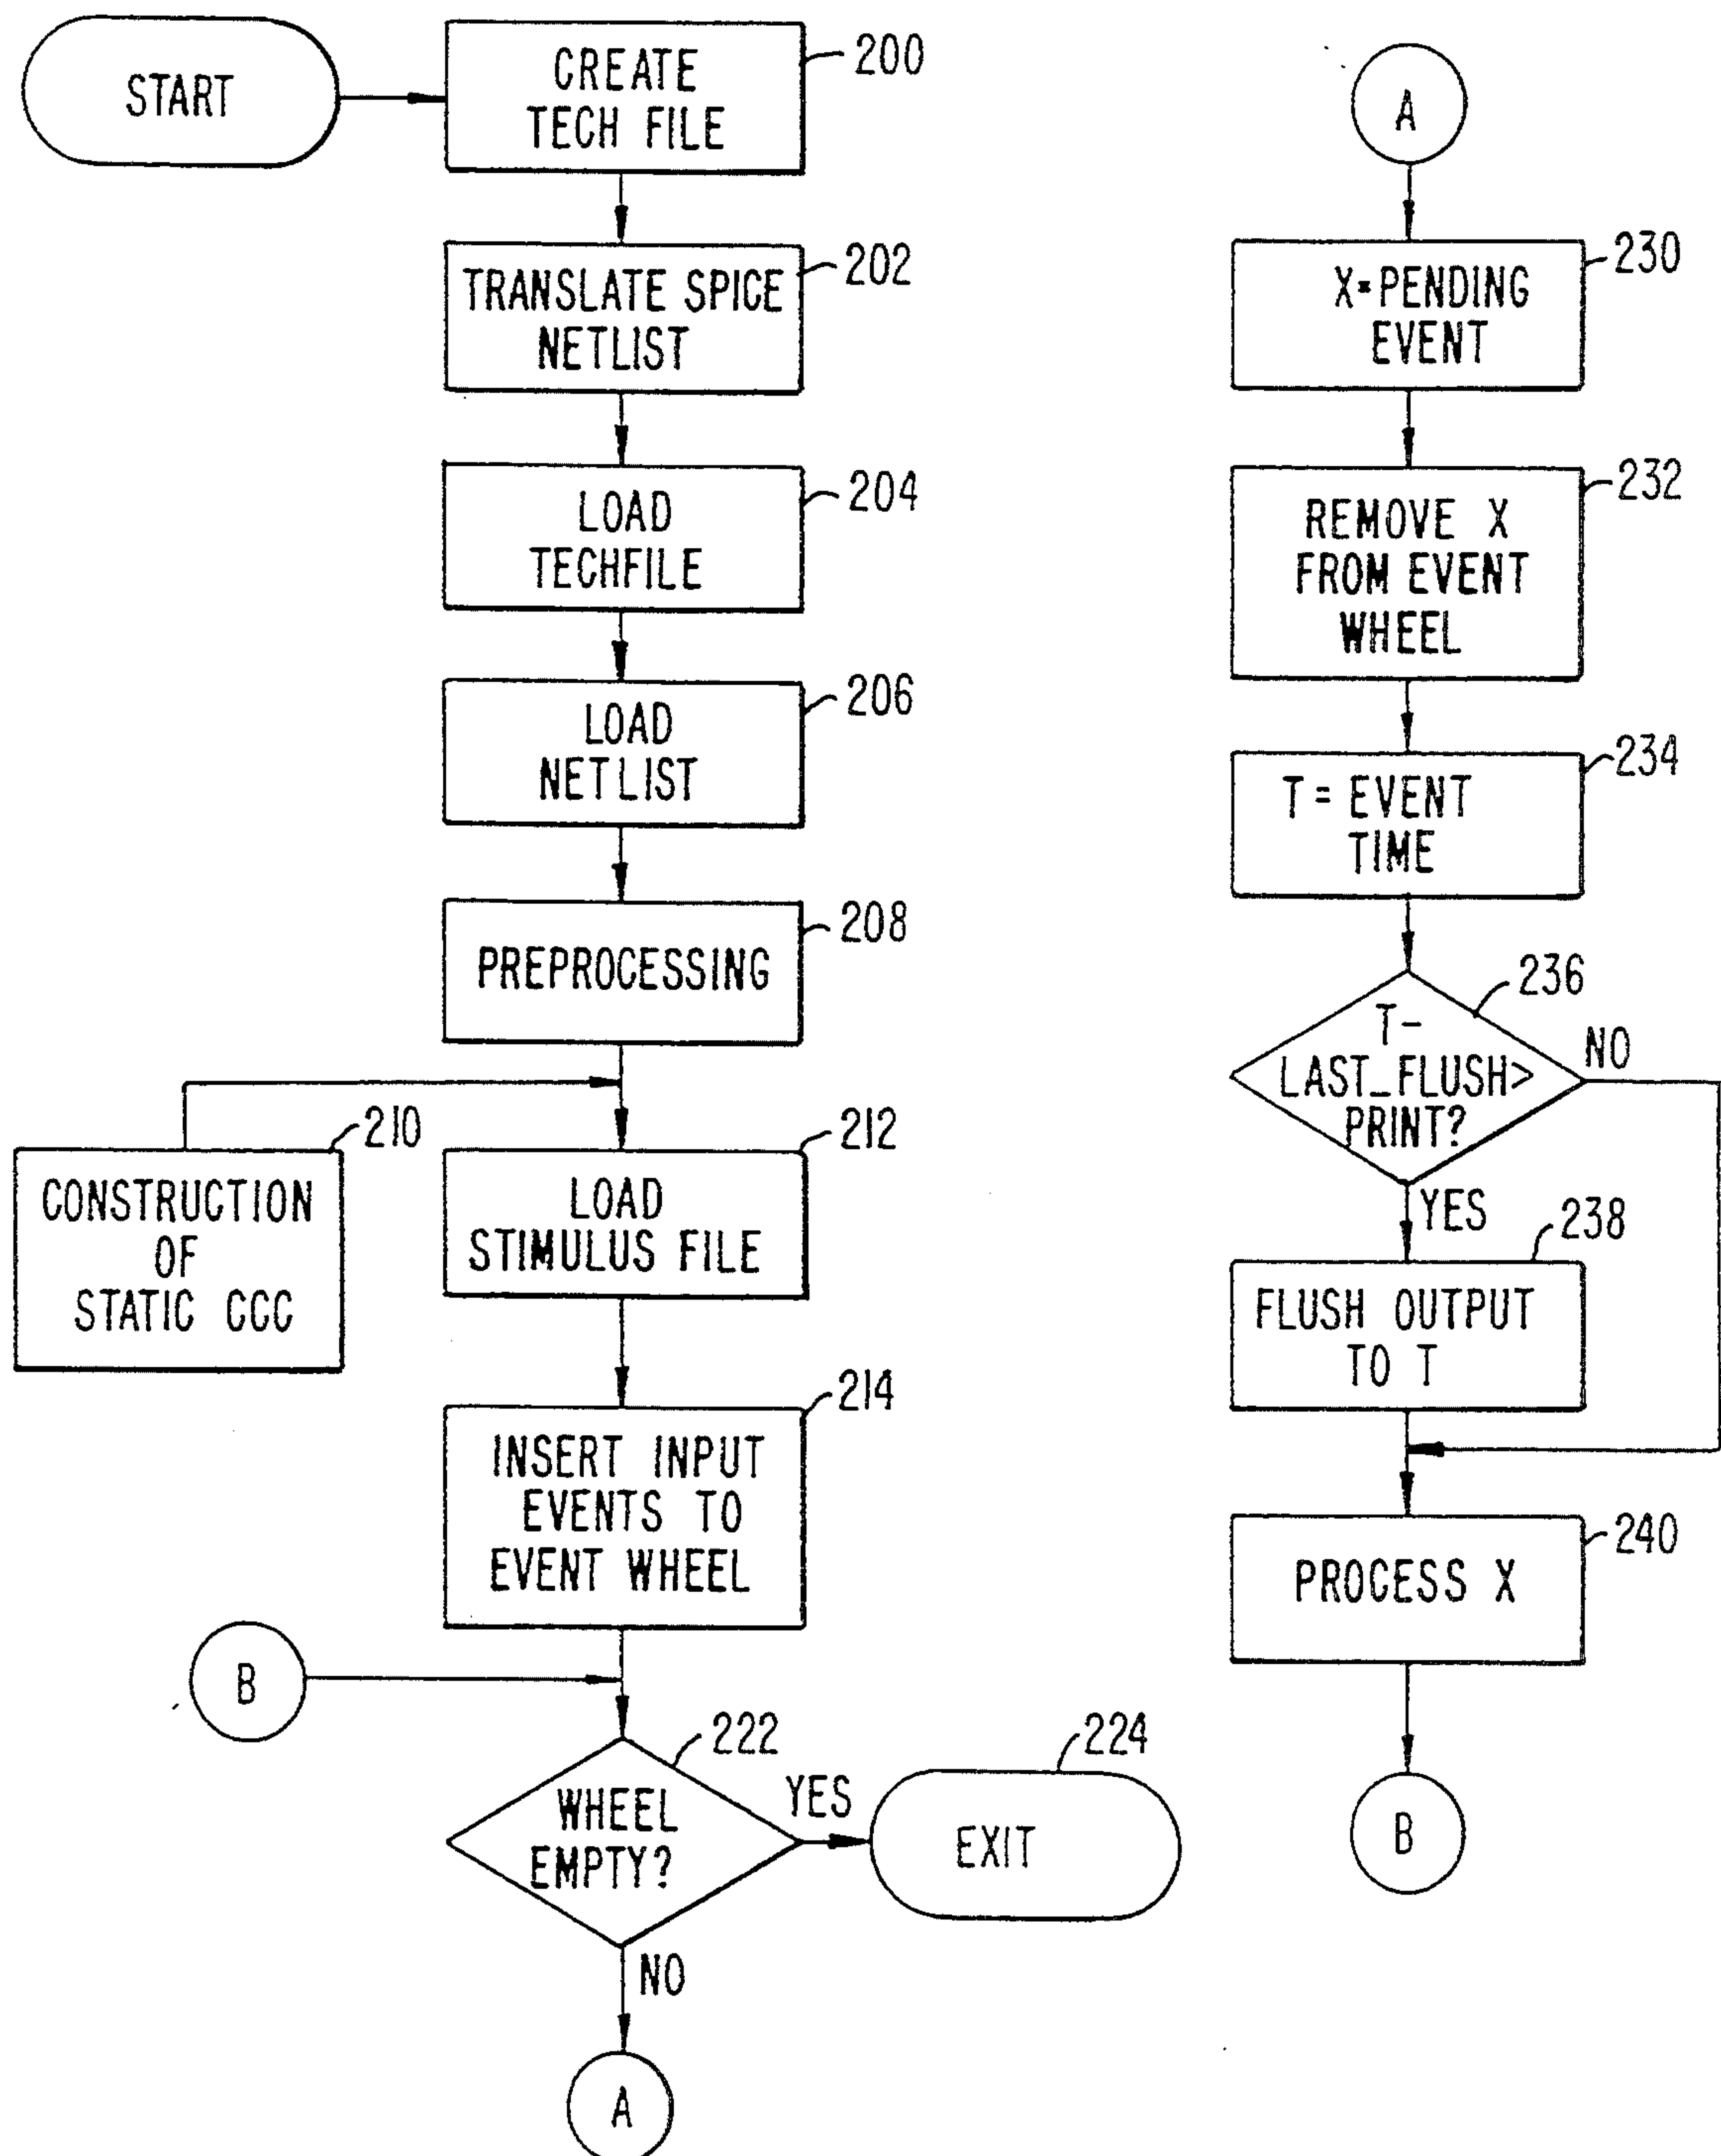 START
CREATE
TECH FILE
200
TRANSLATE SPICE
NETLIST
202
LOAD
TECHFILE
204
LOAD
NETLIST
206
PREPROCESSING
208
CONSTRUCTION
OF
STATIC CCC
210
LOAD
STIMULUS FILE
212
INSERT INPUT
EVENTS TO
EVENT WHEEL
214
B
WHEEL
EMPTY?
222
YES
EXIT
224
NO
A
A
X=PENDING
EVENT
230
REMOVE X
FROM EVENT
WHEEL
232
T = EVENT
TIME
234
T-
LAST_FLUSH>
PRINT?
236
NO
YES
FLUSH OUTPUT
TO T
238
PROCESS X
240
B